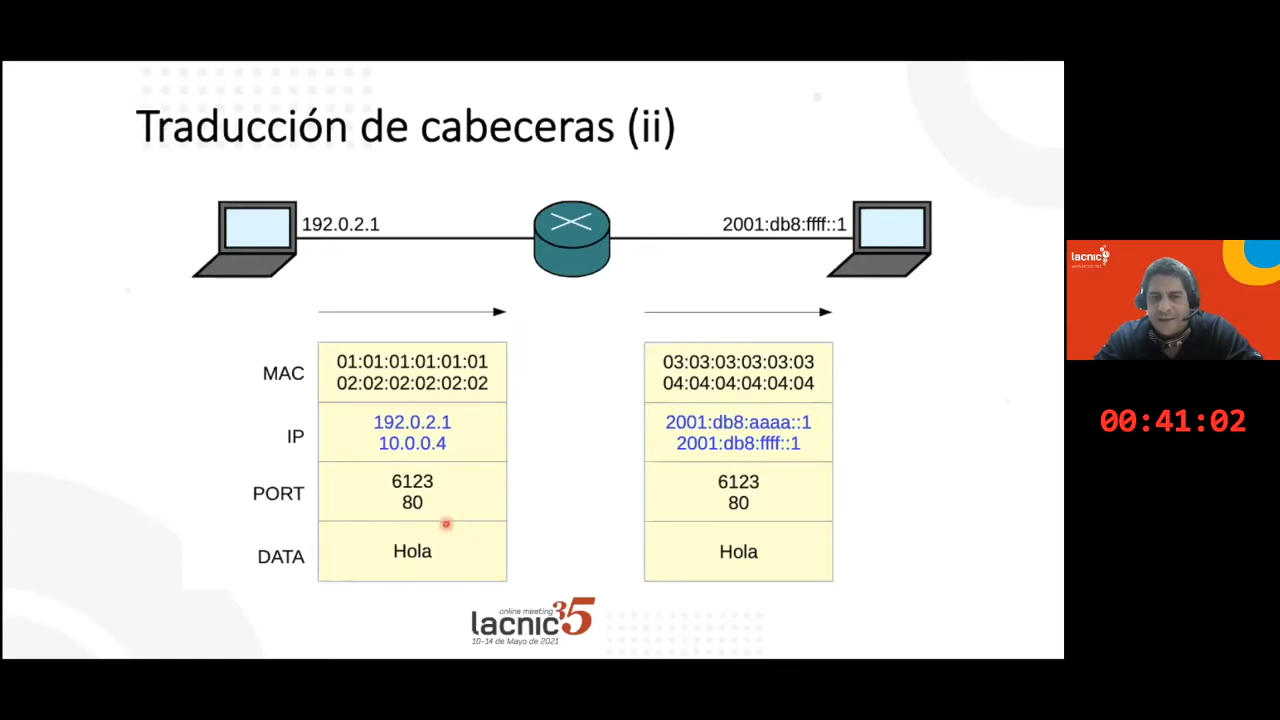 Traducción de cabeceras (ii)
192.0.2.1
2001:db8:ffff::1
MAC
01:01:01:01:01:01
02:02:02:02:02:02
03:03:03:03:03:03
04:04:04:04:04:04
IP
192.0.2.1
10.0.0.4
2001:db8:aaaa::1
2001:db8:ffff::1
PORT
6123
80
6123
80
DATA
Hola
Hola
online meeting
lacnic35
10-14 de Mayo de 2021
lacnic
00:41:02